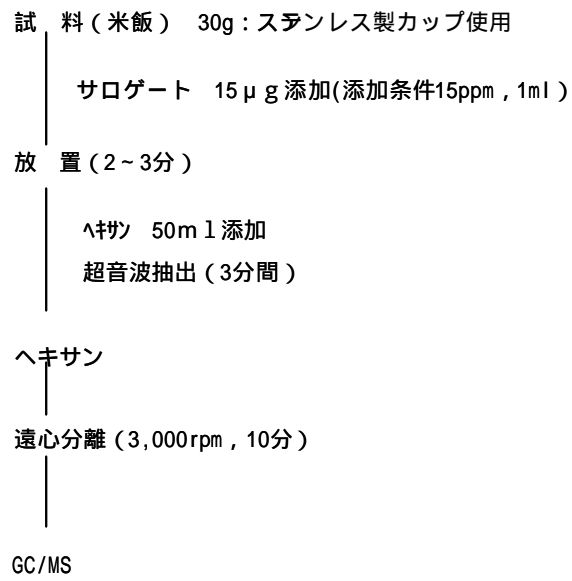 試　料（米飯）　30g：ステンレス製カップ使用
サロゲート　15μg添加(添加条件15ppm，1ml）
放　置（2～3分）
ﾍｷｻﾝ　50ml添加
超音波抽出（3分間）
ヘキサン
遠心分離（3,000rpm，10分）
GC/MS